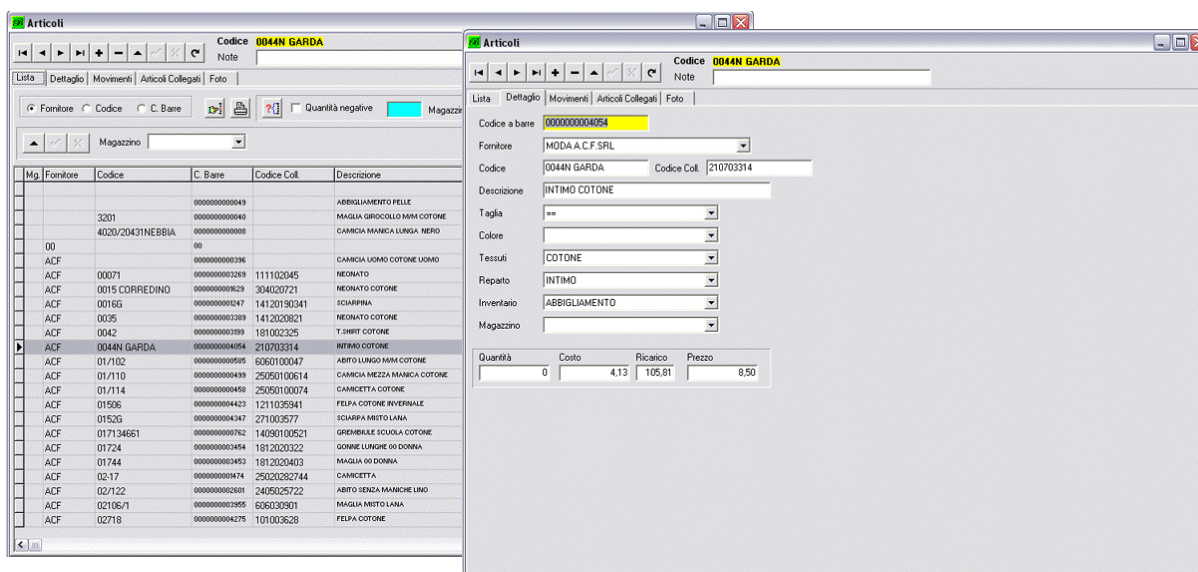 Articoli
Codice 0044N GARDA
Note
Lista Dettaglio Movimenti Articoli Collegati Foto
Fornitore Codice C. Barre Quantità negative
Magazzino
Mg. Fornitore Codice C. Barre Codice Coll. Descrizione
0000000000049 ABBIGLIAMENTO PELLE
3201 0000000000040 MAGLIA GIROCOLLO M/M COTONE
4020/20431NEBBIA 0000000000008 CAMICIA MANICA LUNGA NERO
00 00
ACF 0000000000396 CAMICIA UOMO COTONE UOMO
ACF 00071 0000000003269 111102045 NEONATO
ACF 0015 CORREDINO 0000000001629 304020721 NEONATO COTONE
ACF 0016G 0000000001247 14120190341 SCIARPINA
ACF 0035 0000000003389 1412020821 NEONATO COTONE
ACF 0042 0000000003199 181002325 T.SHIRT COTONE
ACF 0044N GARDA 0000000004054 210703314 INTIMO COTONE
ACF 01/102 0000000000585 6060100047 ABITO LUNGO M/M COTONE
ACF 01/110 0000000000499 25050100614 CAMICIA MEZZA MANICA COTONE
ACF 01/114 0000000000458 25050100074 CAMICETTA COTONE
ACF 01506 0000000004423 1211035941 FELPA COTONE INVERNALE
ACF 0152G 0000000004347 271003577 SCIARPA MISTO LANA
ACF 017134661 0000000000762 14090100521 GREMBIULE SCUOLA COTONE
ACF 01724 0000000003454 1812020322 GONNE LUNGHE 00 DONNA
ACF 01744 0000000003453 1812020403 MAGLIA 00 DONNA
ACF 02-17 0000000001474 25020282744 CAMICETTA
ACF 02/122 0000000002601 2405025722 ABITO SENZA MANICHE LINO
ACF 02106/1 0000000003955 606030901 MAGLIA MISTO LANA
ACF 02718 0000000004275 101003628 FELPA COTONE
Articoli
Codice 0044N GARDA
Note
Lista Dettaglio Movimenti Articoli Collegati Foto
Codice a barre 0000000004054
Fornitore MODA A.C.F. SRL
Codice 0044N GARDA Codice Coll. 210703314
Descrizione INTIMO COTONE
Taglia ==
Colore
Tessuti COTONE
Reparto INTIMO
Inventario ABBIGLIAMENTO
Magazzino
Quantità Costo Ricarico Prezzo
0 4,13 105,81 8,50